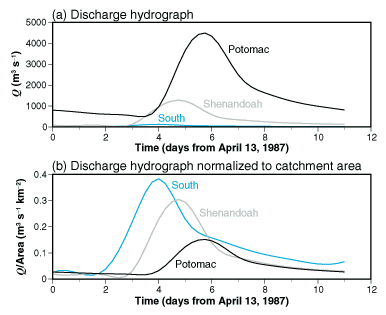 (a) Discharge hydrograph
5000
4000
3000
2000
1000
0
Q (m³ s⁻¹)
Potomac
Shenandoah
South
0 2 4 6 8 10 12
Time (days from April 13, 1987)
(b) Discharge hydrograph normalized to catchment area
0.4
0.3
0.2
0.1
0
Q/Area (m³ s⁻¹ km⁻²)
South
Shenandoah
Potomac
0 2 4 6 8 10 12
Time (days from April 13, 1987)